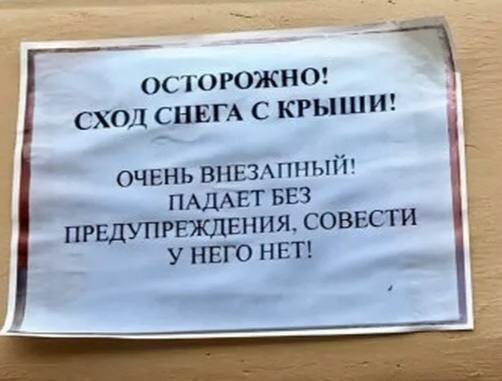 ОСТОРОЖНО!
СХОД СНЕГА С КРЫШИ!
ОЧЕНЬ ВНЕЗАПНЫЙ!
ПАДАЕТ БЕЗ
ПРЕДУПРЕЖДЕНИЯ, СОВЕСТИ
У НЕГО НЕТ!